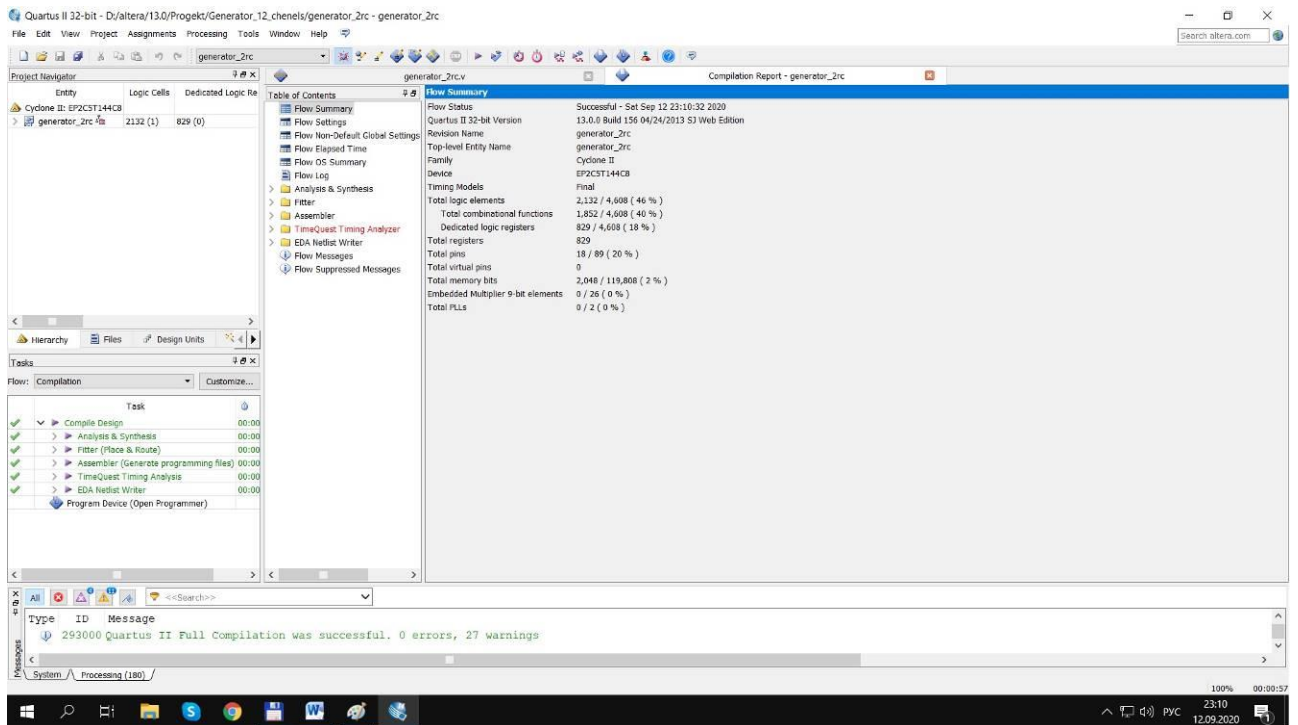 Quartus II 32-bit - D:/altera/13.0/Progekt/Generator_12_chenels/generator_2rc - generator_2rc
File Edit View Project Assignments Processing Tools Window Help
Search altera.com
generator_2rc
Project Navigator
Entity Logic Cells Dedicated Logic Re
Cyclone II: EP2C5T144C8
generator_2rc 2132 (1) 829 (0)
Hierarchy Files Design Units
Tasks
Flow: Compilation Customize...
Task
Compile Design 00:00
Analysis & Synthesis 00:00
Fitter (Place & Route) 00:00
Assembler (Generate programming files) 00:00
TimeQuest Timing Analysis 00:00
EDA Netlist Writer 00:00
Program Device (Open Programmer)
generator_2rc.v Compilation Report - generator_2rc
Table of Contents
Flow Summary
Flow Settings
Flow Non-Default Global Settings
Flow Elapsed Time
Flow OS Summary
Flow Log
Analysis & Synthesis
Fitter
Assembler
TimeQuest Timing Analyzer
EDA Netlist Writer
Flow Messages
Flow Suppressed Messages
Flow Summary
Flow Status Successful - Sat Sep 12 23:10:32 2020
Quartus II 32-bit Version 13.0.0 Build 156 04/24/2013 SJ Web Edition
Revision Name generator_2rc
Top-level Entity Name generator_2rc
Family Cyclone II
Device EP2C5T144C8
Timing Models Final
Total logic elements 2,132 / 4,608 ( 46 % )
Total combinational functions 1,852 / 4,608 ( 40 % )
Dedicated logic registers 829 / 4,608 ( 18 % )
Total registers 829
Total pins 18 / 89 ( 20 % )
Total virtual pins 0
Total memory bits 2,048 / 119,808 ( 2 % )
Embedded Multiplier 9-bit elements 0 / 26 ( 0 % )
Total PLLs 0 / 2 ( 0 % )
All <<Search>>
Type ID Message
293000 Quartus II Full Compilation was successful. 0 errors, 27 warnings
Messages
System Processing (180)
100% 00:00:57
РУС
23:10
12.09.2020